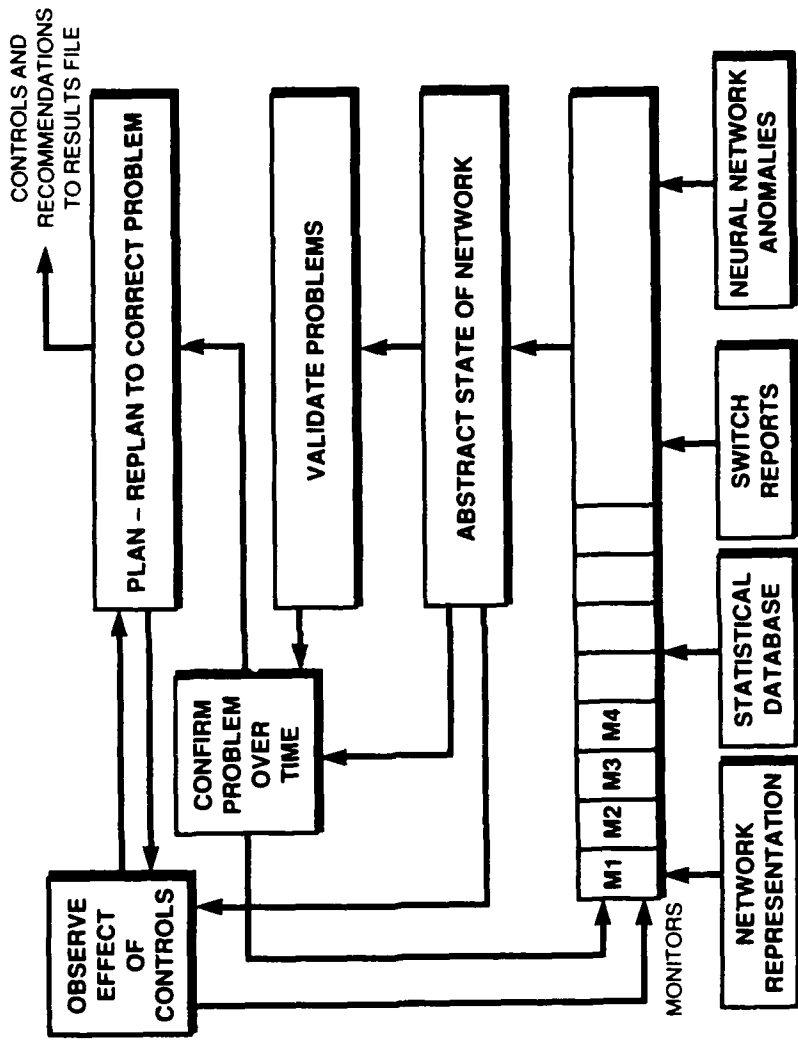 CONTROLS AND
RECOMMENDATIONS
TO RESULTS FILE
PLAN – REPLAN TO CORRECT PROBLEM
OBSERVE
EFFECT
OF
CONTROLS
CONFIRM
PROBLEM
OVER
TIME
VALIDATE PROBLEMS
ABSTRACT STATE OF NETWORK
M1
M2
M3
M4
MONITORS
NETWORK
REPRESENTATION
STATISTICAL
DATABASE
SWITCH
REPORTS
NEURAL NETWORK
ANOMALIES